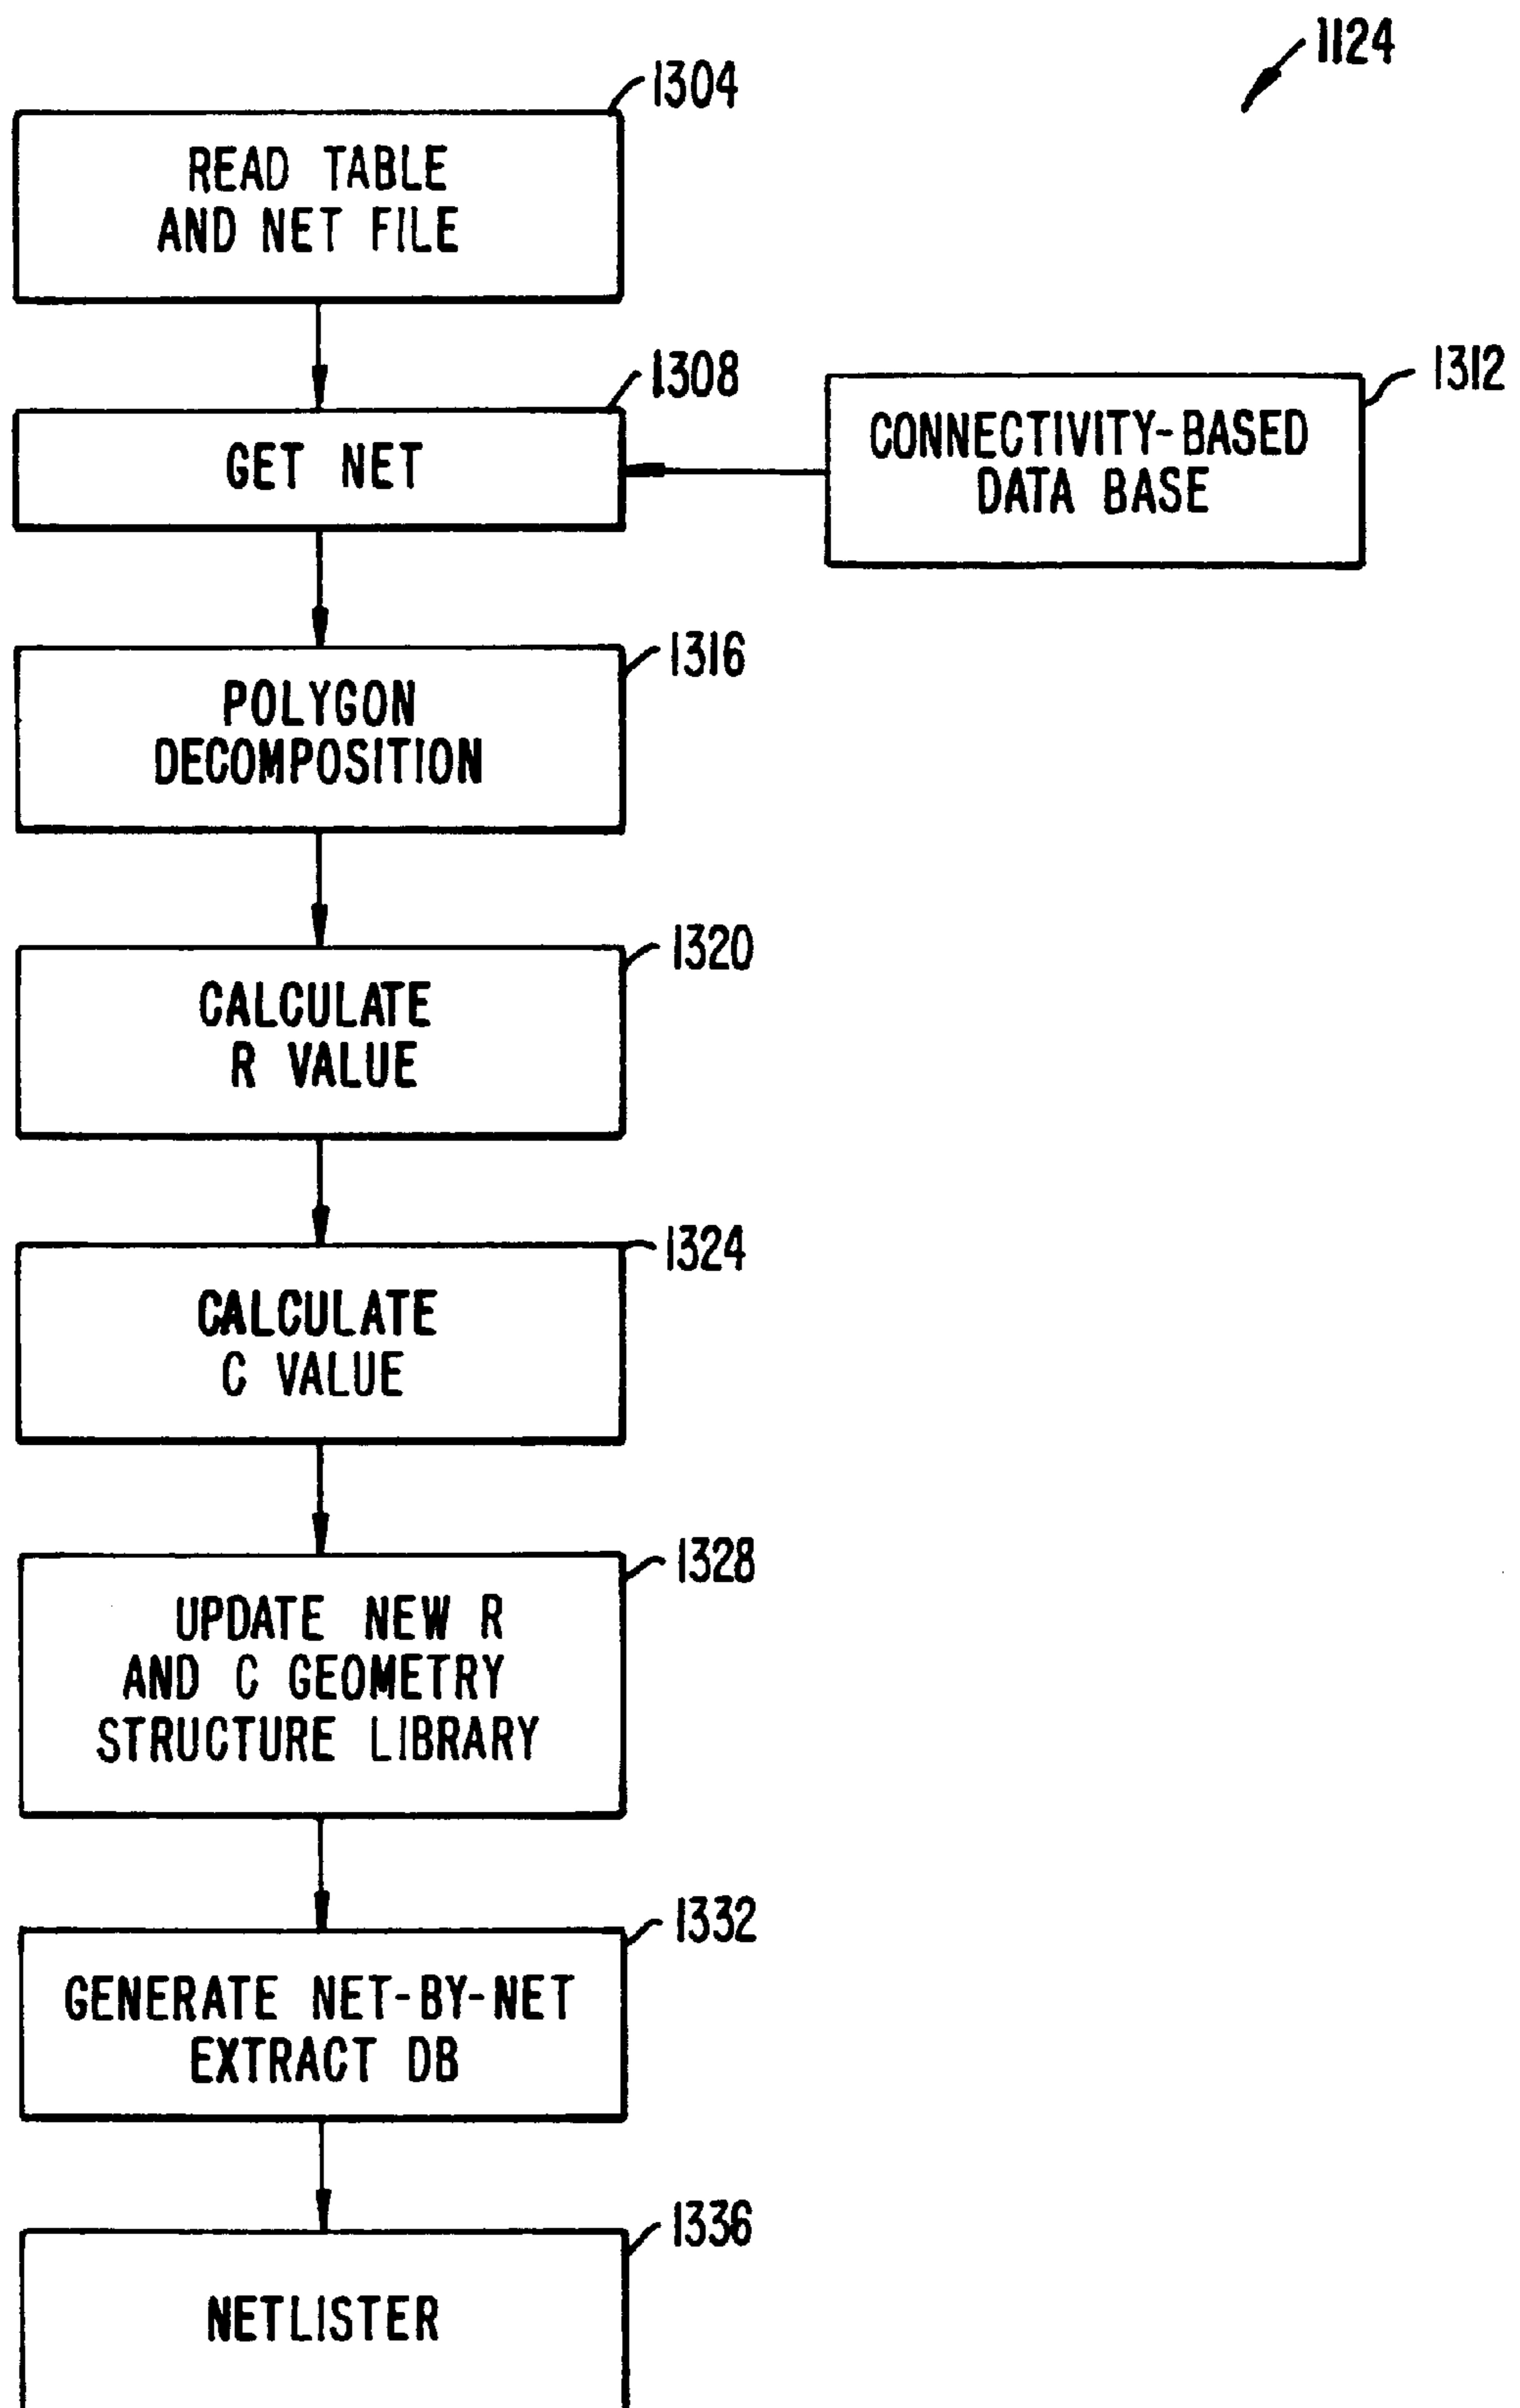 1124
1304
READ TABLE
AND NET FILE
1308
GET NET
1312
CONNECTIVITY-BASED
DATA BASE
1316
POLYGON
DECOMPOSITION
1320
CALCULATE
R VALUE
1324
CALCULATE
C VALUE
1328
UPDATE NEW R
AND C GEOMETRY
STRUCTURE LIBRARY
1332
GENERATE NET-BY-NET
EXTRACT DB
1336
NETLISTER